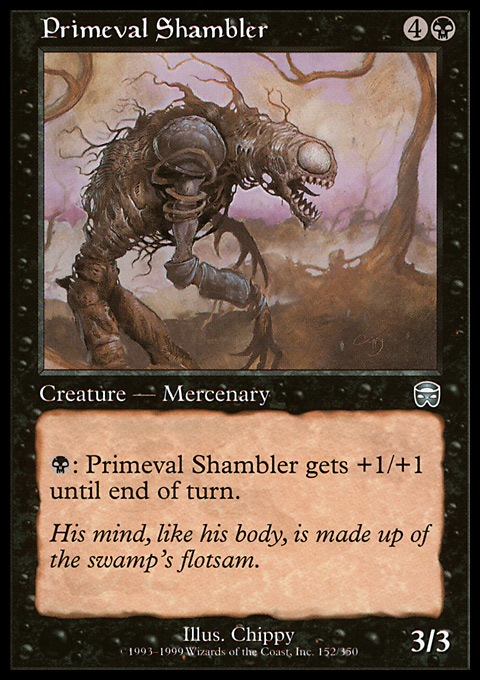 Primeval Shambler 4
Creature — Mercenary
: Primeval Shambler gets +1/+1
until end of turn.
His mind, like his body, is made up of
the swamp's flotsam.
Illus. Chippy
©1993–1999 Wizards of the Coast, Inc. 152/350
3/3